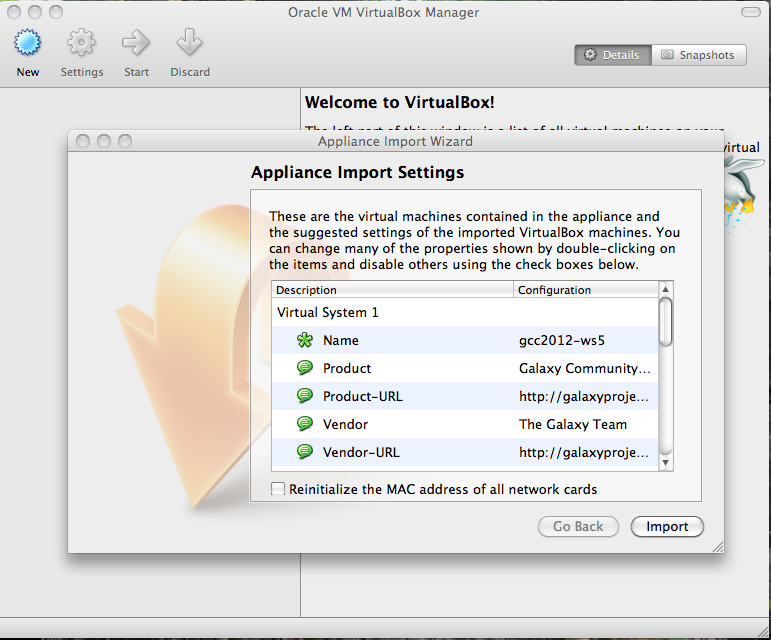 Oracle VM VirtualBox Manager
New
Settings
Start
Discard
Details
Snapshots
Welcome to VirtualBox!
The left part of this window is a list of all virtual machines on your
virtual
Appliance Import Wizard
Appliance Import Settings
These are the virtual machines contained in the appliance and
the suggested settings of the imported VirtualBox machines. You
can change many of the properties shown by double-clicking on
the items and disable others using the check boxes below.
Description Configuration
Virtual System 1
Name gcc2012-ws5
Product Galaxy Community...
Product-URL http://galaxyproje...
Vendor The Galaxy Team
Vendor-URL http://galaxyproje...
Reinitialize the MAC address of all network cards
Go Back
Import